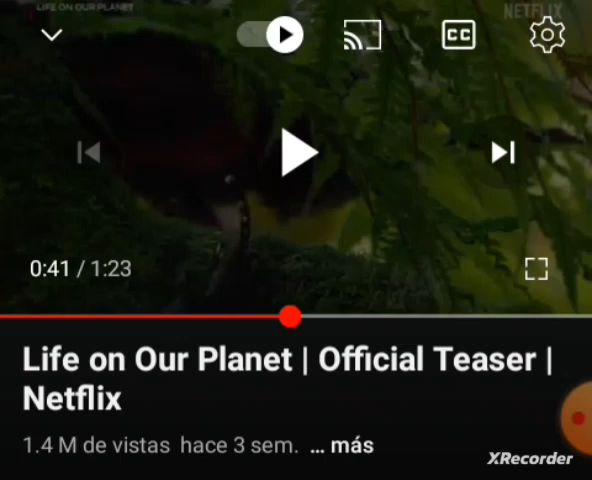 LIFE ON OUR PLANET
NETFLIX
CC
0:41 / 1:23
Life on Our Planet | Official Teaser |
Netflix
1.4 M de vistas hace 3 sem. ... más
XRecorder